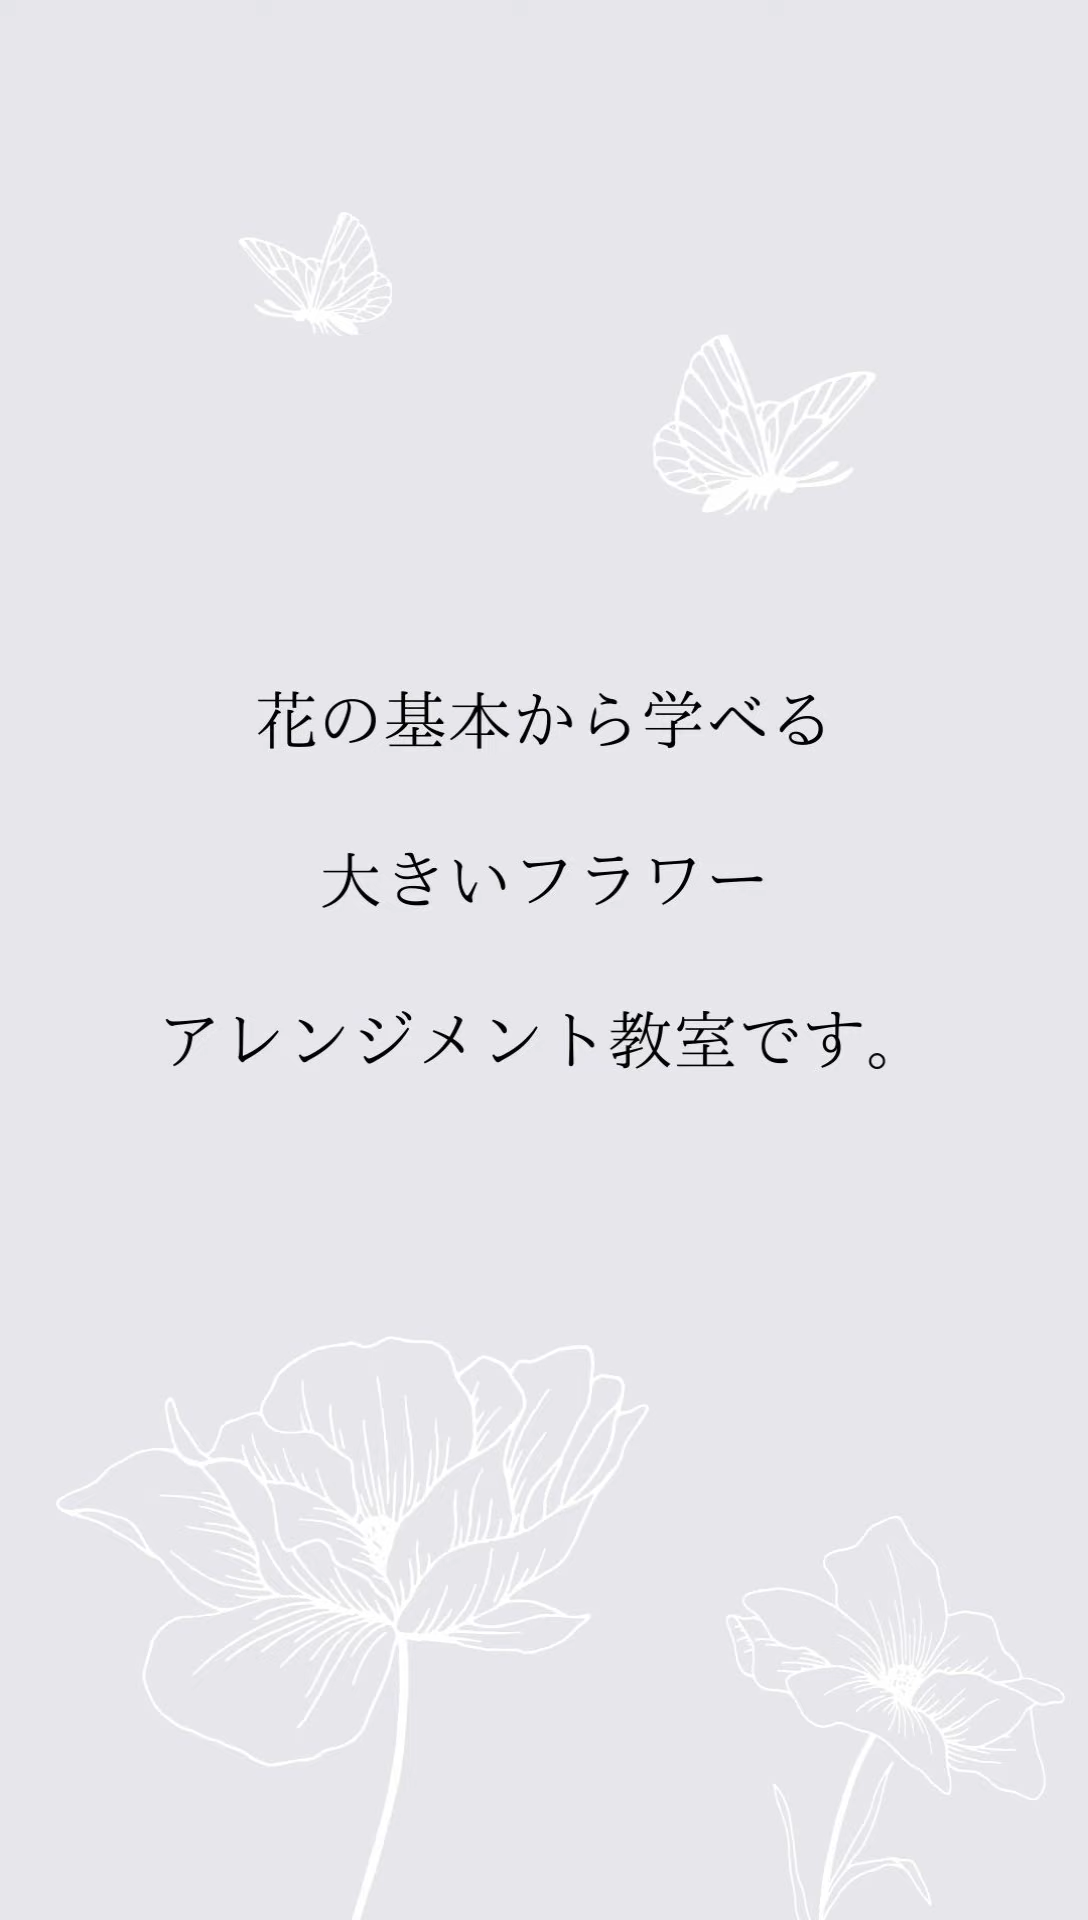 花の基本から学べる
大きいフラワー
アレンジメント教室です。